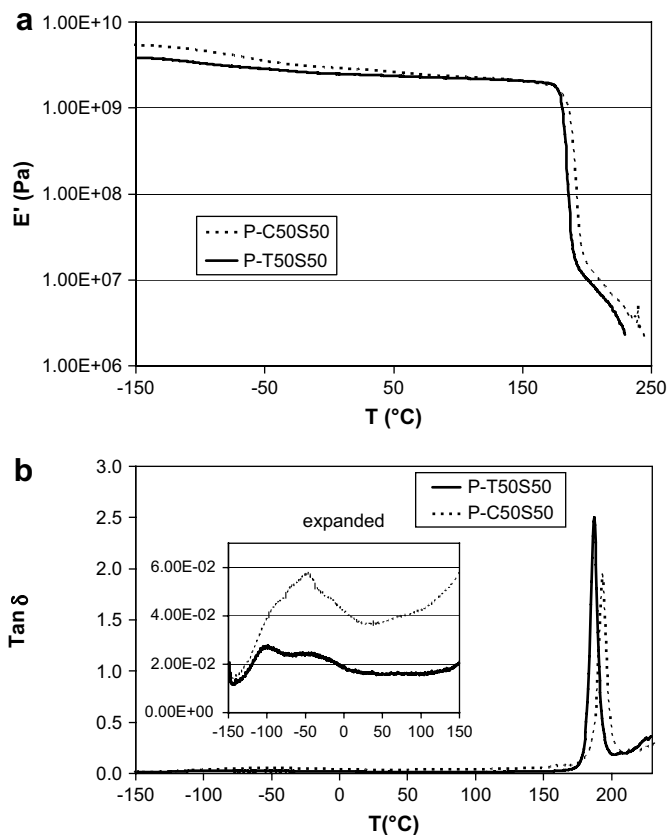 a
1.00E+10
1.00E+09
1.00E+08
1.00E+07
1.00E+06
E' (Pa)
P-C50S50
P-T50S50
-150 -50 50 150 250
T (°C)
b
3.0
2.5
2.0
1.5
1.0
0.5
0.0
Tan δ
P-T50S50
P-C50S50
expanded
6.00E-02
4.00E-02
2.00E-02
0.00E+00
-150 -100 -50 0 50 100 150
-150 -100 -50 0 50 100 150 200
T(°C)